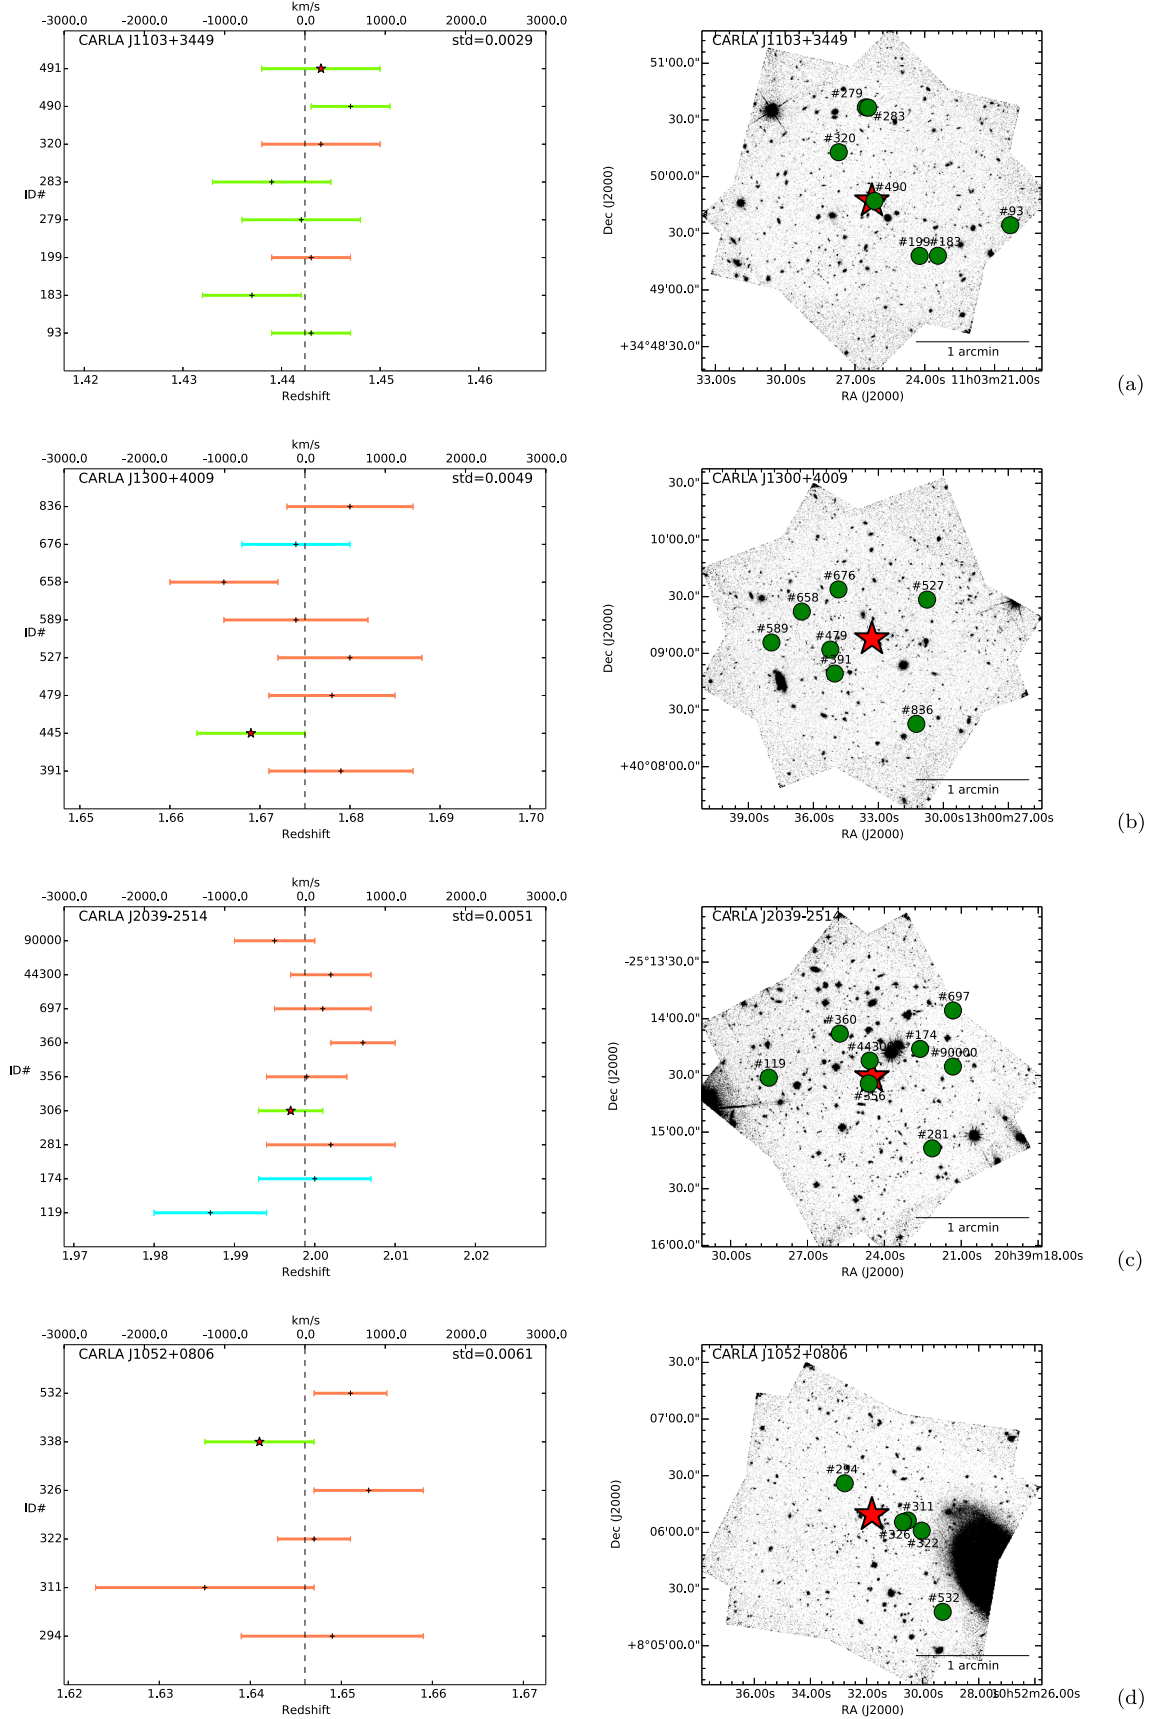 km/s
-3000.0 -2000.0 -1000.0 0.0 1000.0 2000.0 3000.0
CARLA J1103+3449 std=0.0029
491
490
320
283
ID#
279
199
183
93
1.42 1.43 1.44 1.45 1.46
Redshift
CARLA J1103+3449
51'00.0"
30.0"
50'00.0"
30.0"
49'00.0"
+34°48'30.0"
Dec (J2000)
#279
#283
#320
#490
#93
#199 #183
1 arcmin
33.00s 30.00s 27.00s 24.00s 11h03m21.00s
RA (J2000)
(a)
km/s
-3000.0 -2000.0 -1000.0 0.0 1000.0 2000.0 3000.0
CARLA J1300+4009 std=0.0049
836
676
658
589
ID#
527
479
445
391
1.65 1.66 1.67 1.68 1.69 1.70
Redshift
CARLA J1300+4009
30.0"
10'00.0"
30.0"
09'00.0"
30.0"
+40°08'00.0"
Dec (J2000)
#676
#527
#658
#589 #479
#391
#836
1 arcmin
39.00s 36.00s 33.00s 30.00s 13h00m27.00s
RA (J2000)
(b)
km/s
-3000.0 -2000.0 -1000.0 0.0 1000.0 2000.0 3000.0
CARLA J2039-2514 std=0.0051
90000
44300
697
360
ID#
356
306
281
174
119
1.97 1.98 1.99 2.00 2.01 2.02
Redshift
CARLA J2039-2514
-25°13'30.0"
14'00.0"
30.0"
15'00.0"
30.0"
16'00.0"
Dec (J2000)
#697
#360
#174
#44300
#90000
#119
#356
#281
1 arcmin
30.00s 27.00s 24.00s 21.00s 20h39m18.00s
RA (J2000)
(c)
km/s
-3000.0 -2000.0 -1000.0 0.0 1000.0 2000.0 3000.0
CARLA J1052+0806 std=0.0061
532
338
326
ID#
322
311
294
1.62 1.63 1.64 1.65 1.66 1.67
Redshift
CARLA J1052+0806
30.0"
07'00.0"
30.0"
06'00.0"
30.0"
+8°05'00.0"
Dec (J2000)
#294
#311
#326
#322
#532
1 arcmin
36.00s 34.00s 32.00s 30.00s 28.00s 10h52m26.00s
RA (J2000)
(d)